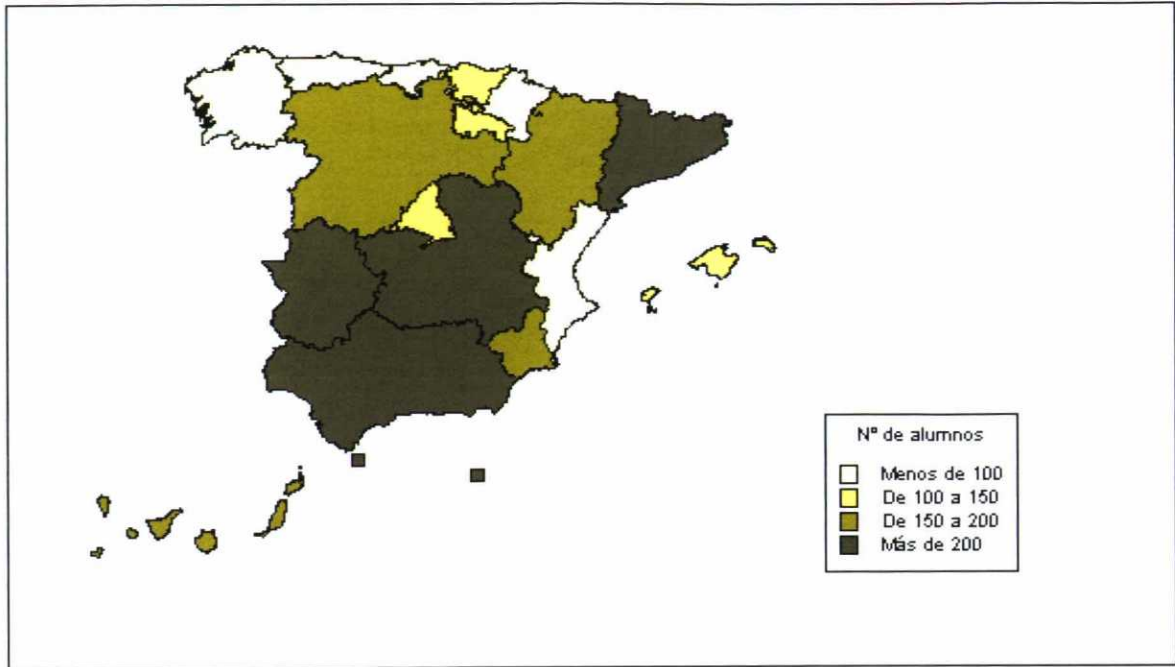 Nº de alumnos
Menos de 100
De 100 a 150
De 150 a 200
Más de 200